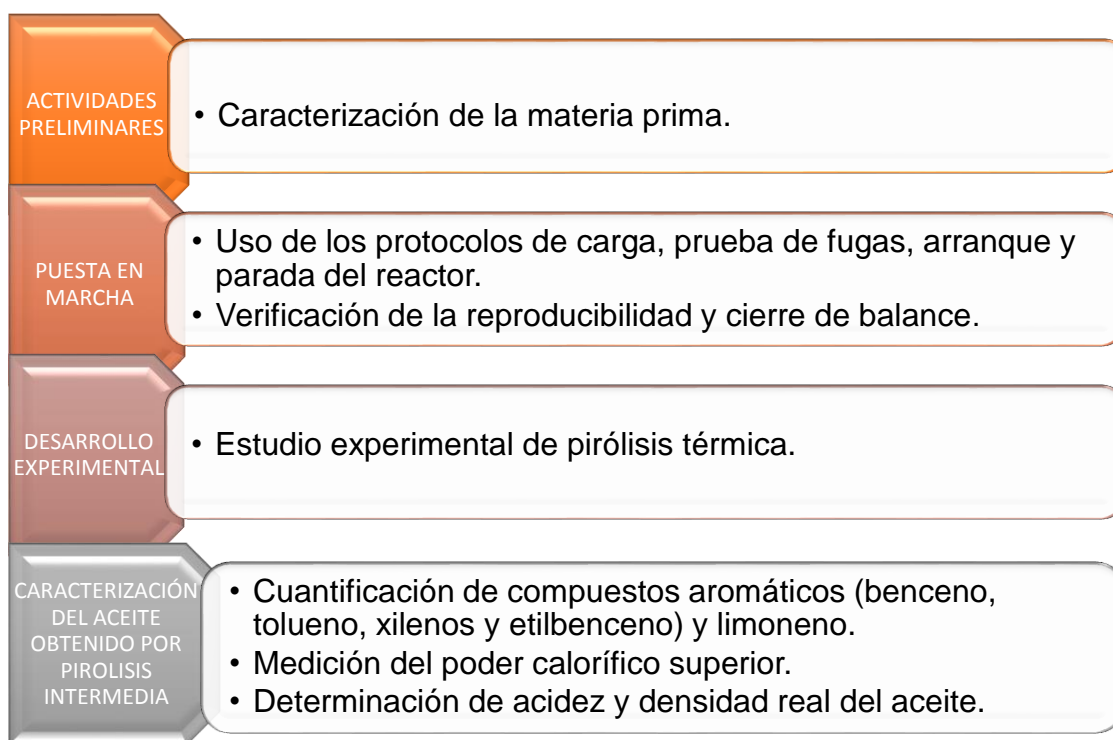 ACTIVIDADES
PRELIMINARES
• Caracterización de la materia prima.
PUESTA EN
MARCHA
• Uso de los protocolos de carga, prueba de fugas, arranque y
parada del reactor.
• Verificación de la reproducibilidad y cierre de balance.
DESARROLLO
EXPERIMENTAL
• Estudio experimental de pirólisis térmica.
CARACTERIZACIÓN
DEL ACEITE
OBTENIDO POR
PIROLISIS
INTERMEDIA
• Cuantificación de compuestos aromáticos (benceno,
tolueno, xilenos y etilbenceno) y limoneno.
• Medición del poder calorífico superior.
• Determinación de acidez y densidad real del aceite.